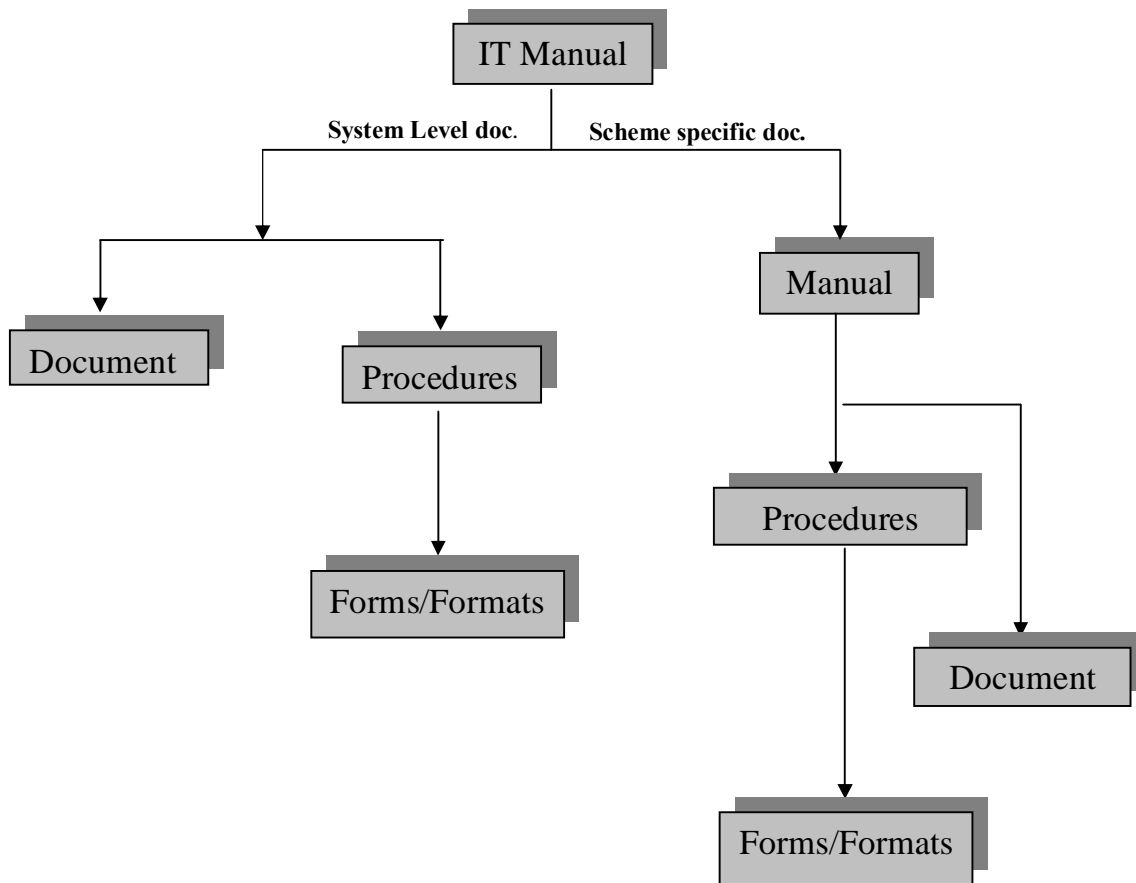 IT Manual
System Level doc.
Scheme specific doc.
Manual
Document
Procedures
Procedures
Forms/Formats
Document
Forms/Formats